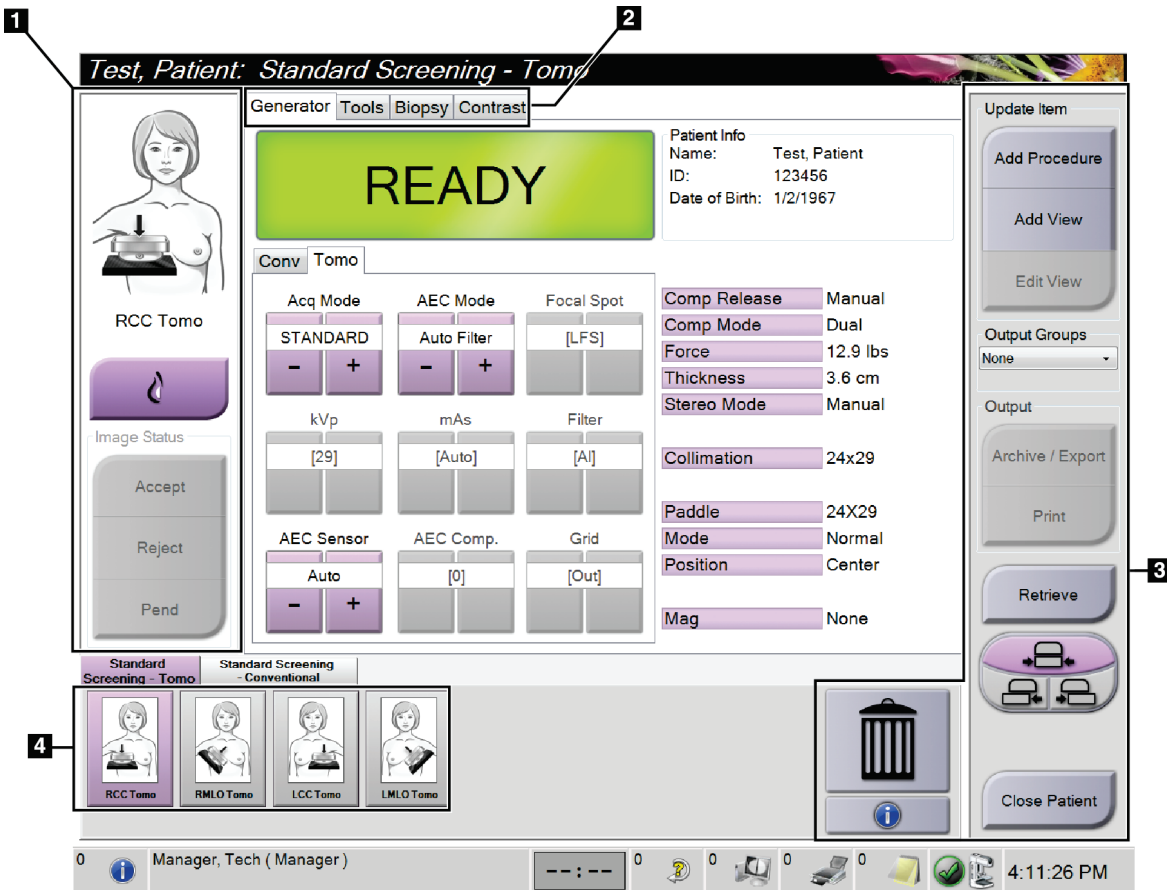 1
2
Test, Patient: Standard Screening - Tomo
Generator Tools Biopsy Contrast
READY
Patient Info
Name: Test, Patient
ID: 123456
Date of Birth: 1/2/1967
RCC Tomo
Image Status
Accept
Reject
Pend
Conv Tomo
Acq Mode AEC Mode Focal Spot
STANDARD Auto Filter [LFS]
- + - +
kVp mAs Filter
[29] [Auto] [Al]
AEC Sensor AEC Comp. Grid
Auto [0] [Out]
- +
Comp Release Manual
Comp Mode Dual
Force 12.9 lbs
Thickness 3.6 cm
Stereo Mode Manual
Collimation 24x29
Paddle 24X29
Mode Normal
Position Center
Mag None
Update Item
Add Procedure
Add View
Edit View
Output Groups
None
Output
Archive / Export
Print
3
Retrieve
Close Patient
Standard
Screening - Tomo
Standard Screening
- Conventional
4
RCC Tomo RMLO Tomo LCC Tomo LMLO Tomo
0 Manager, Tech ( Manager ) --:-- 0 0 0 0 4:11:26 PM